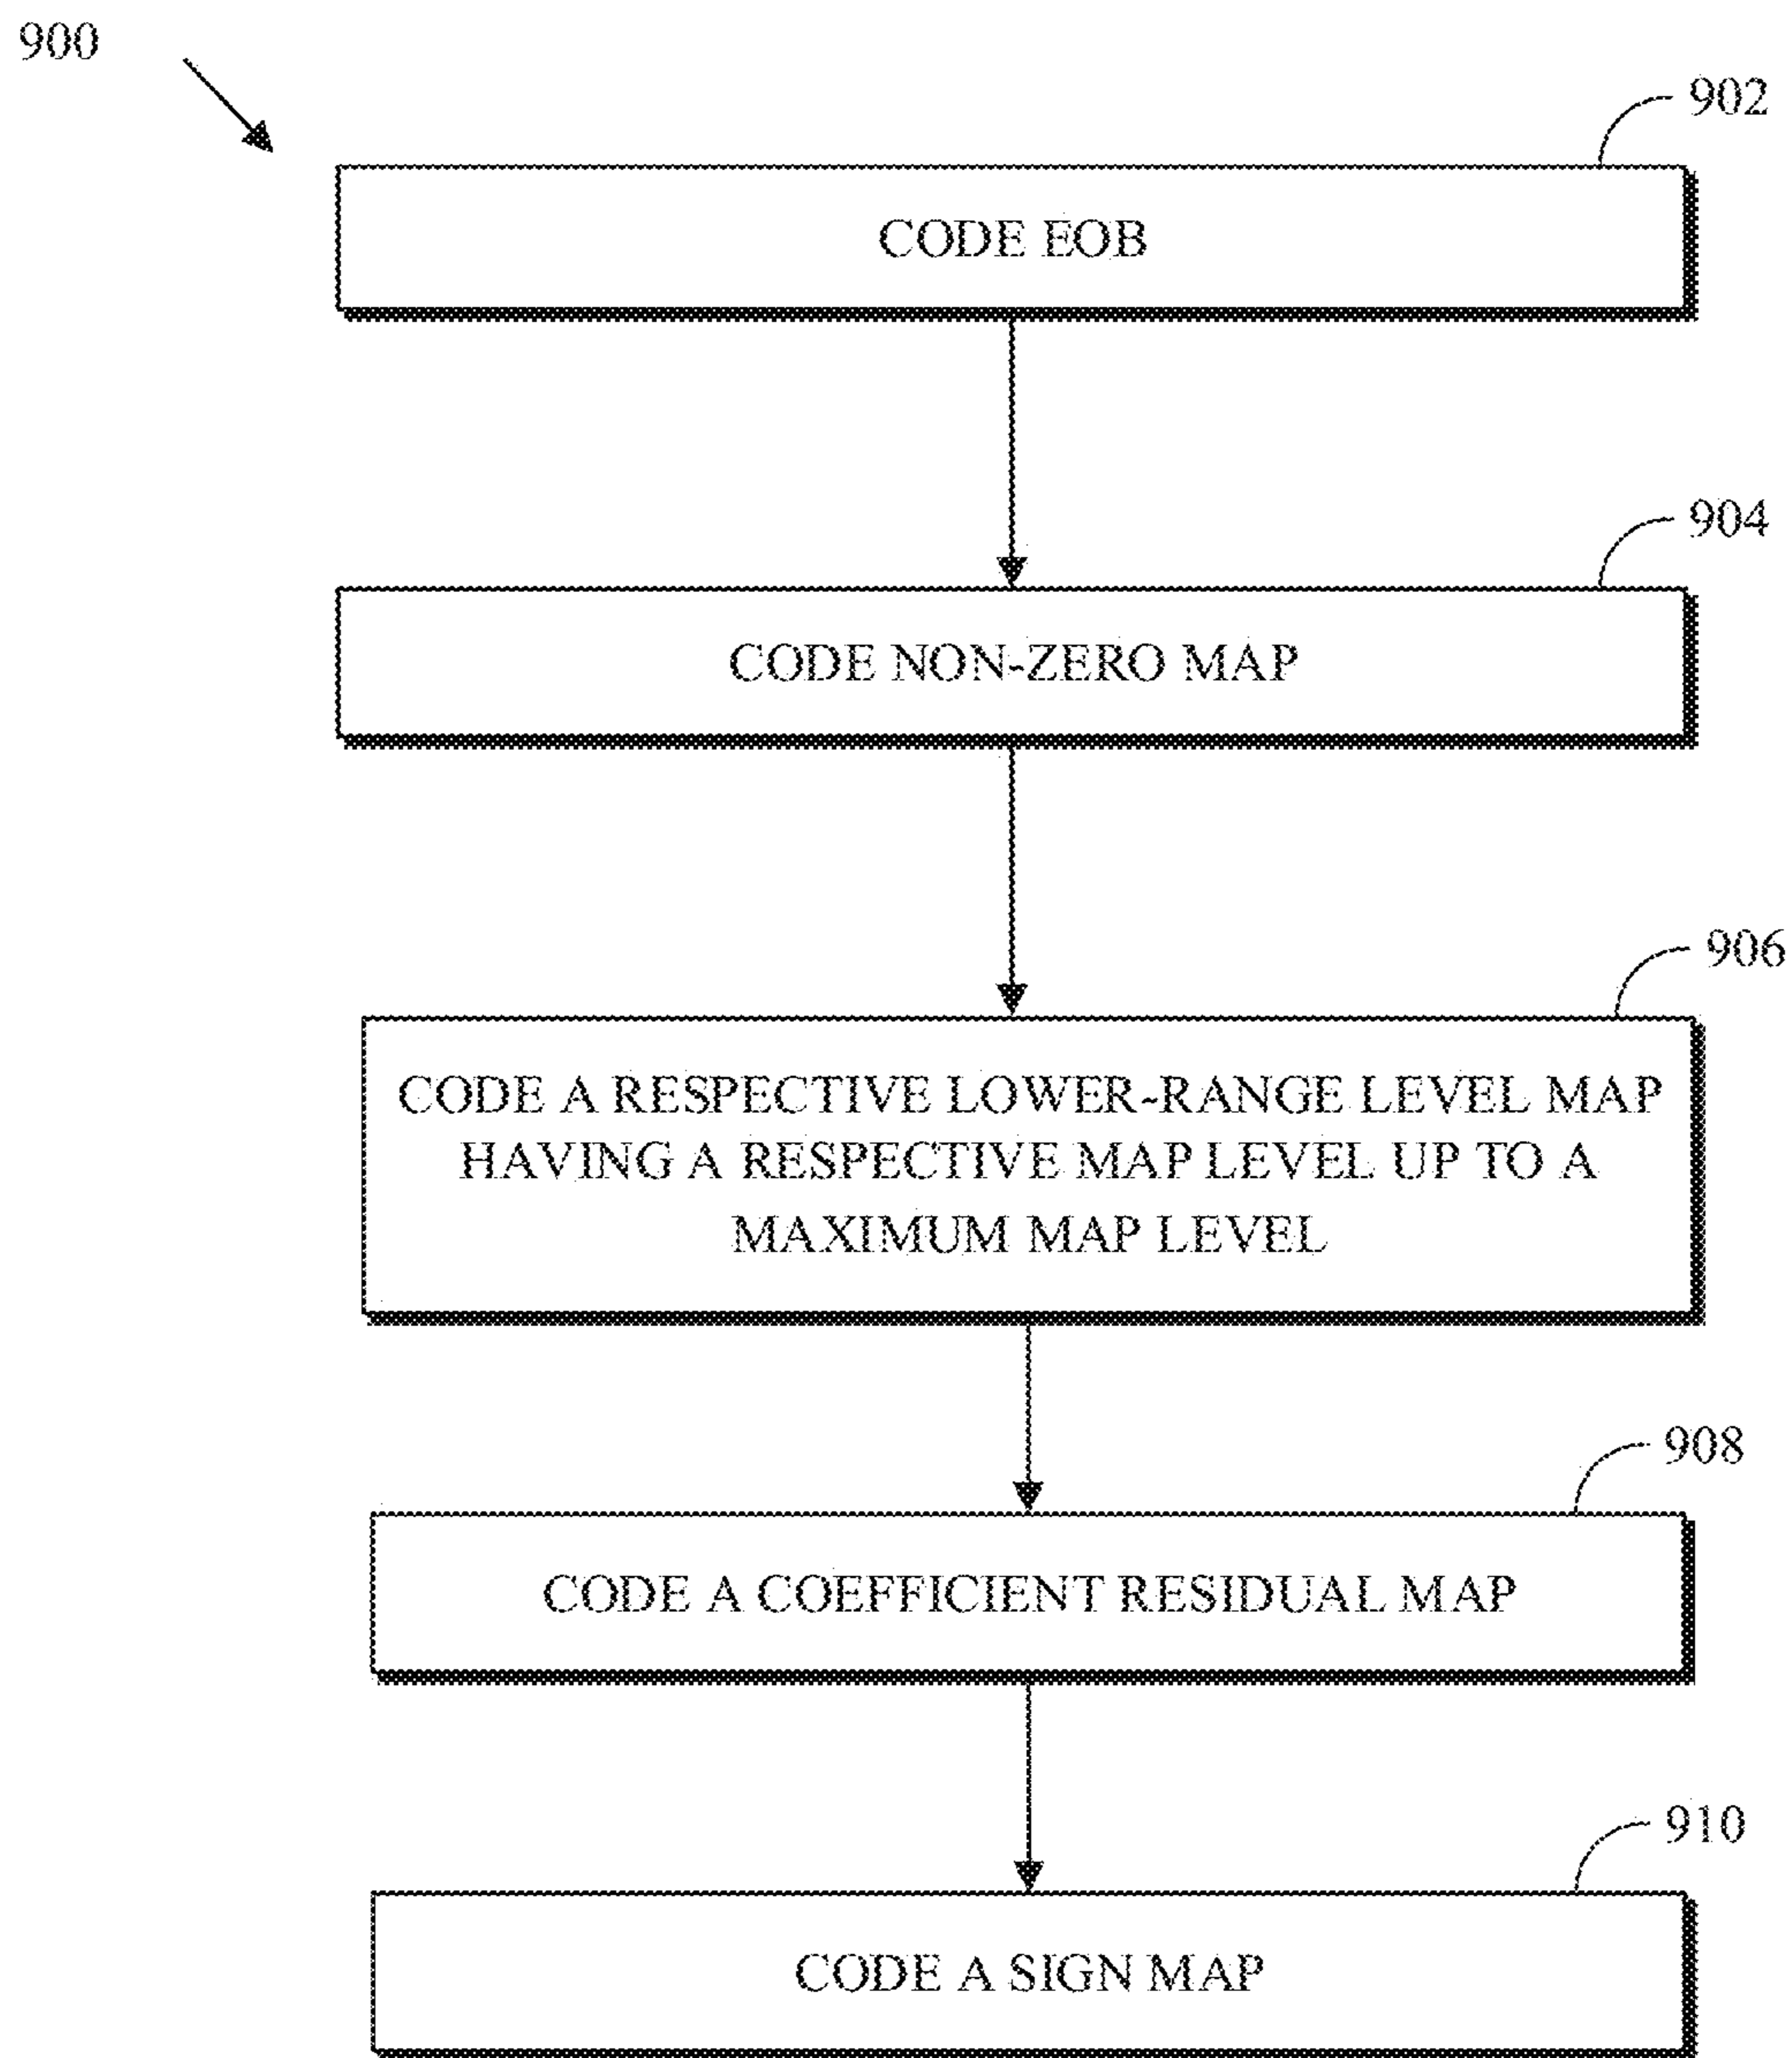 900
902
CODE EOB
904
CODE NON-ZERO MAP
906
CODE A RESPECTIVE LOWER-RANGE LEVEL MAP
HAVING A RESPECTIVE MAP LEVEL UP TO A
MAXIMUM MAP LEVEL
908
CODE A COEFFICIENT RESIDUAL MAP
910
CODE A SIGN MAP